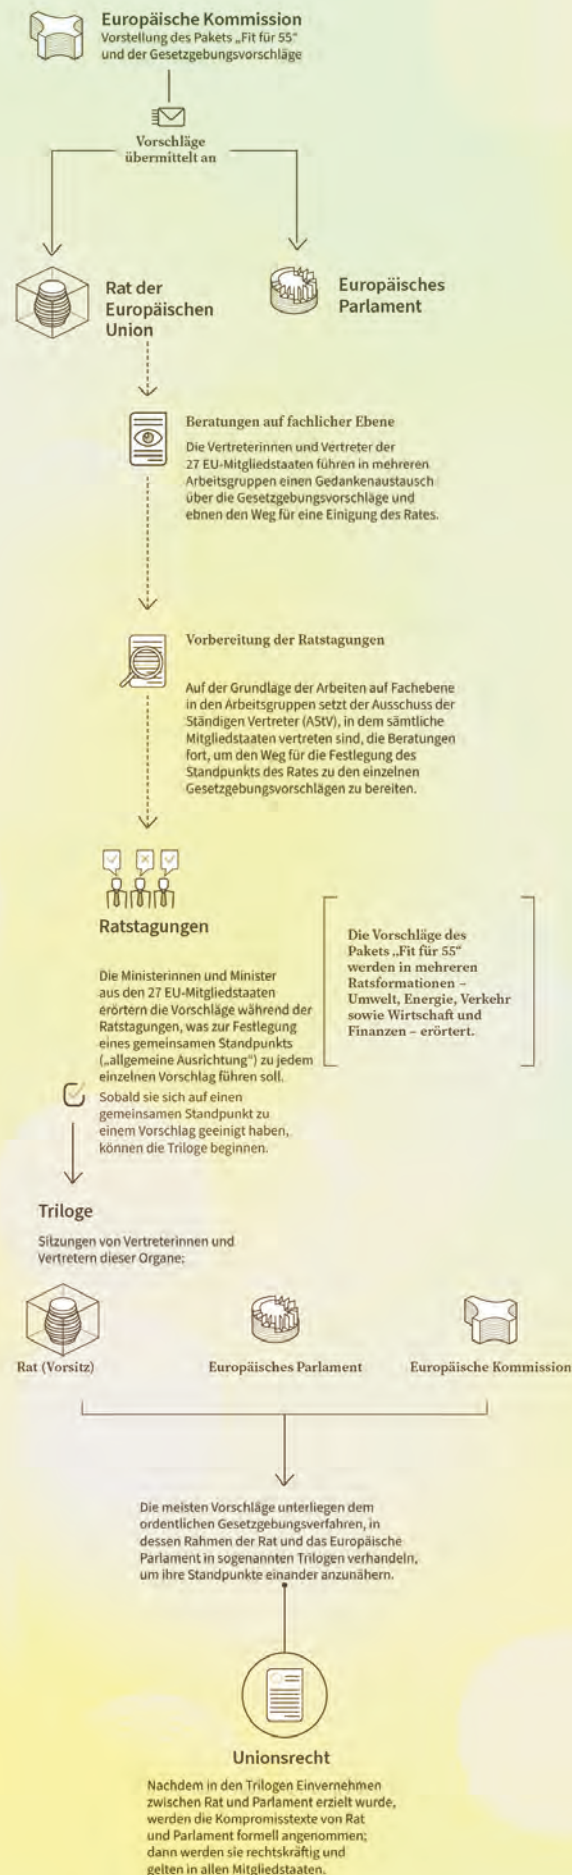 Europäische Kommission
Vorstellung des Pakets „Fit für 55“
und der Gesetzgebungsvorschläge
Vorschläge
übermittelt an
Rat der
Europäischen
Union
Europäisches
Parlament
Beratungen auf fachlicher Ebene
Die Vertreterinnen und Vertreter der
27 EU-Mitgliedstaaten führen in mehreren
Arbeitsgruppen einen Gedankenaustausch
über die Gesetzgebungsvorschläge und
ebnen den Weg für eine Einigung des Rates.
Vorbereitung der Ratstagungen
Auf der Grundlage der Arbeiten auf Fachebene
in den Arbeitsgruppen setzt der Ausschuss der
Ständigen Vertreter (AStV), in dem sämtliche
Mitgliedstaaten vertreten sind, die Beratungen
fort, um den Weg für die Festlegung des
Standpunkts des Rates zu den einzelnen
Gesetzgebungsvorschlägen zu bereiten.
Ratstagungen
Die Ministerinnen und Minister
aus den 27 EU-Mitgliedstaaten
erörtern die Vorschläge während der
Ratstagungen, was zur Festlegung
eines gemeinsamen Standpunkts
(„allgemeine Ausrichtung“) zu jedem
einzelnen Vorschlag führen soll.
Sobald sie sich auf einen
gemeinsamen Standpunkt zu
einem Vorschlag geeinigt haben,
können die Triloge beginnen.
Die Vorschläge des
Pakets „Fit für 55“
werden in mehreren
Ratsformationen –
Umwelt, Energie, Verkehr
sowie Wirtschaft und
Finanzen – erörtert.
Triloge
Sitzungen von Vertreterinnen und
Vertretern dieser Organe:
Rat (Vorsitz)
Europäisches Parlament
Europäische Kommission
Die meisten Vorschläge unterliegen dem
ordentlichen Gesetzgebungsverfahren, in
dessen Rahmen der Rat und das Europäische
Parlament in sogenannten Trilogen verhandeln,
um ihre Standpunkte einander anzunähern.
Unionsrecht
Nachdem in den Trilogen Einvernehmen
zwischen Rat und Parlament erzielt wurde,
werden die Kompromisstexte von Rat
und Parlament formell angenommen;
dann werden sie rechtskräftig und
gelten in allen Mitgliedstaaten.